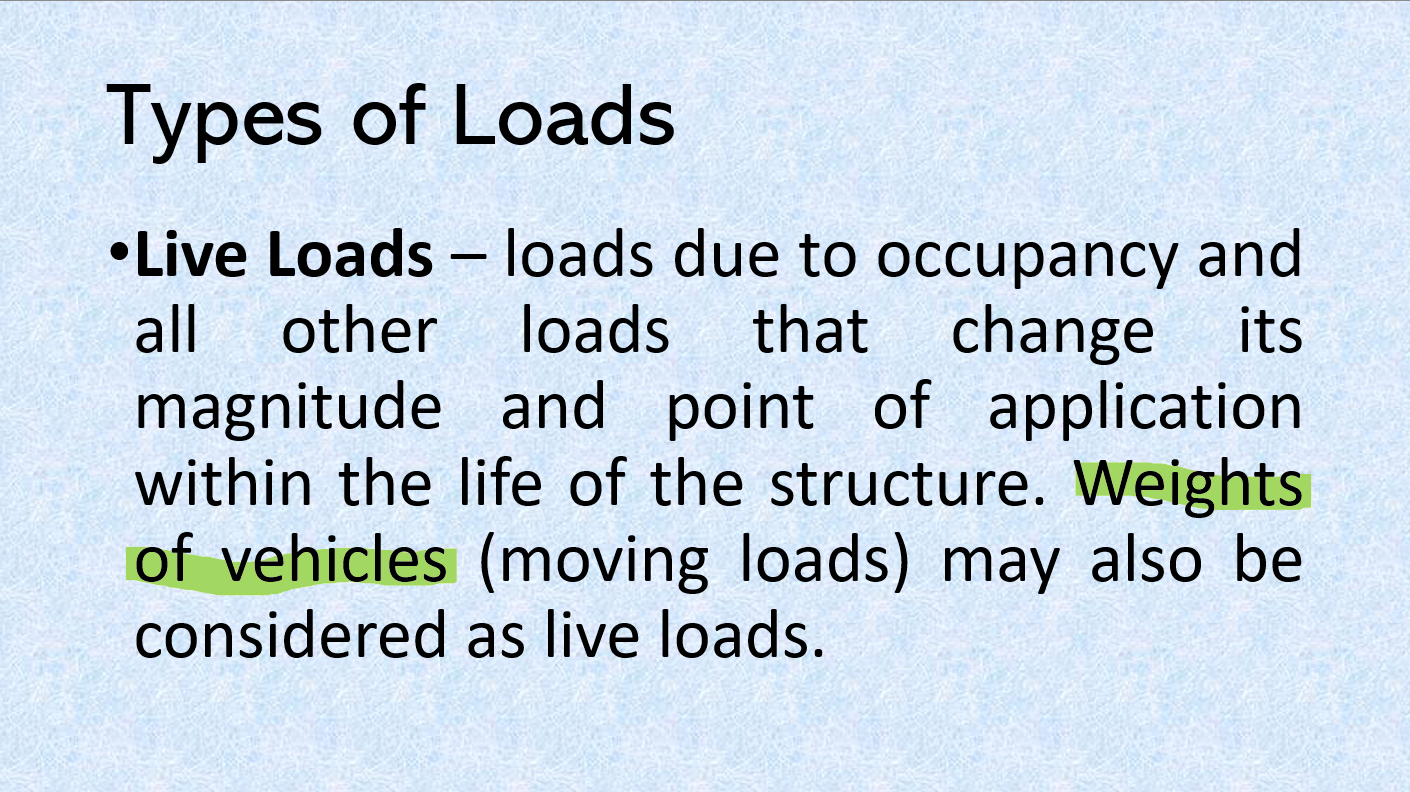 Types of Loads
•Live Loads – loads due to occupancy and
all other loads that change its
magnitude and point of application
within the life of the structure. Weights
of vehicles (moving loads) may also be
considered as live loads.